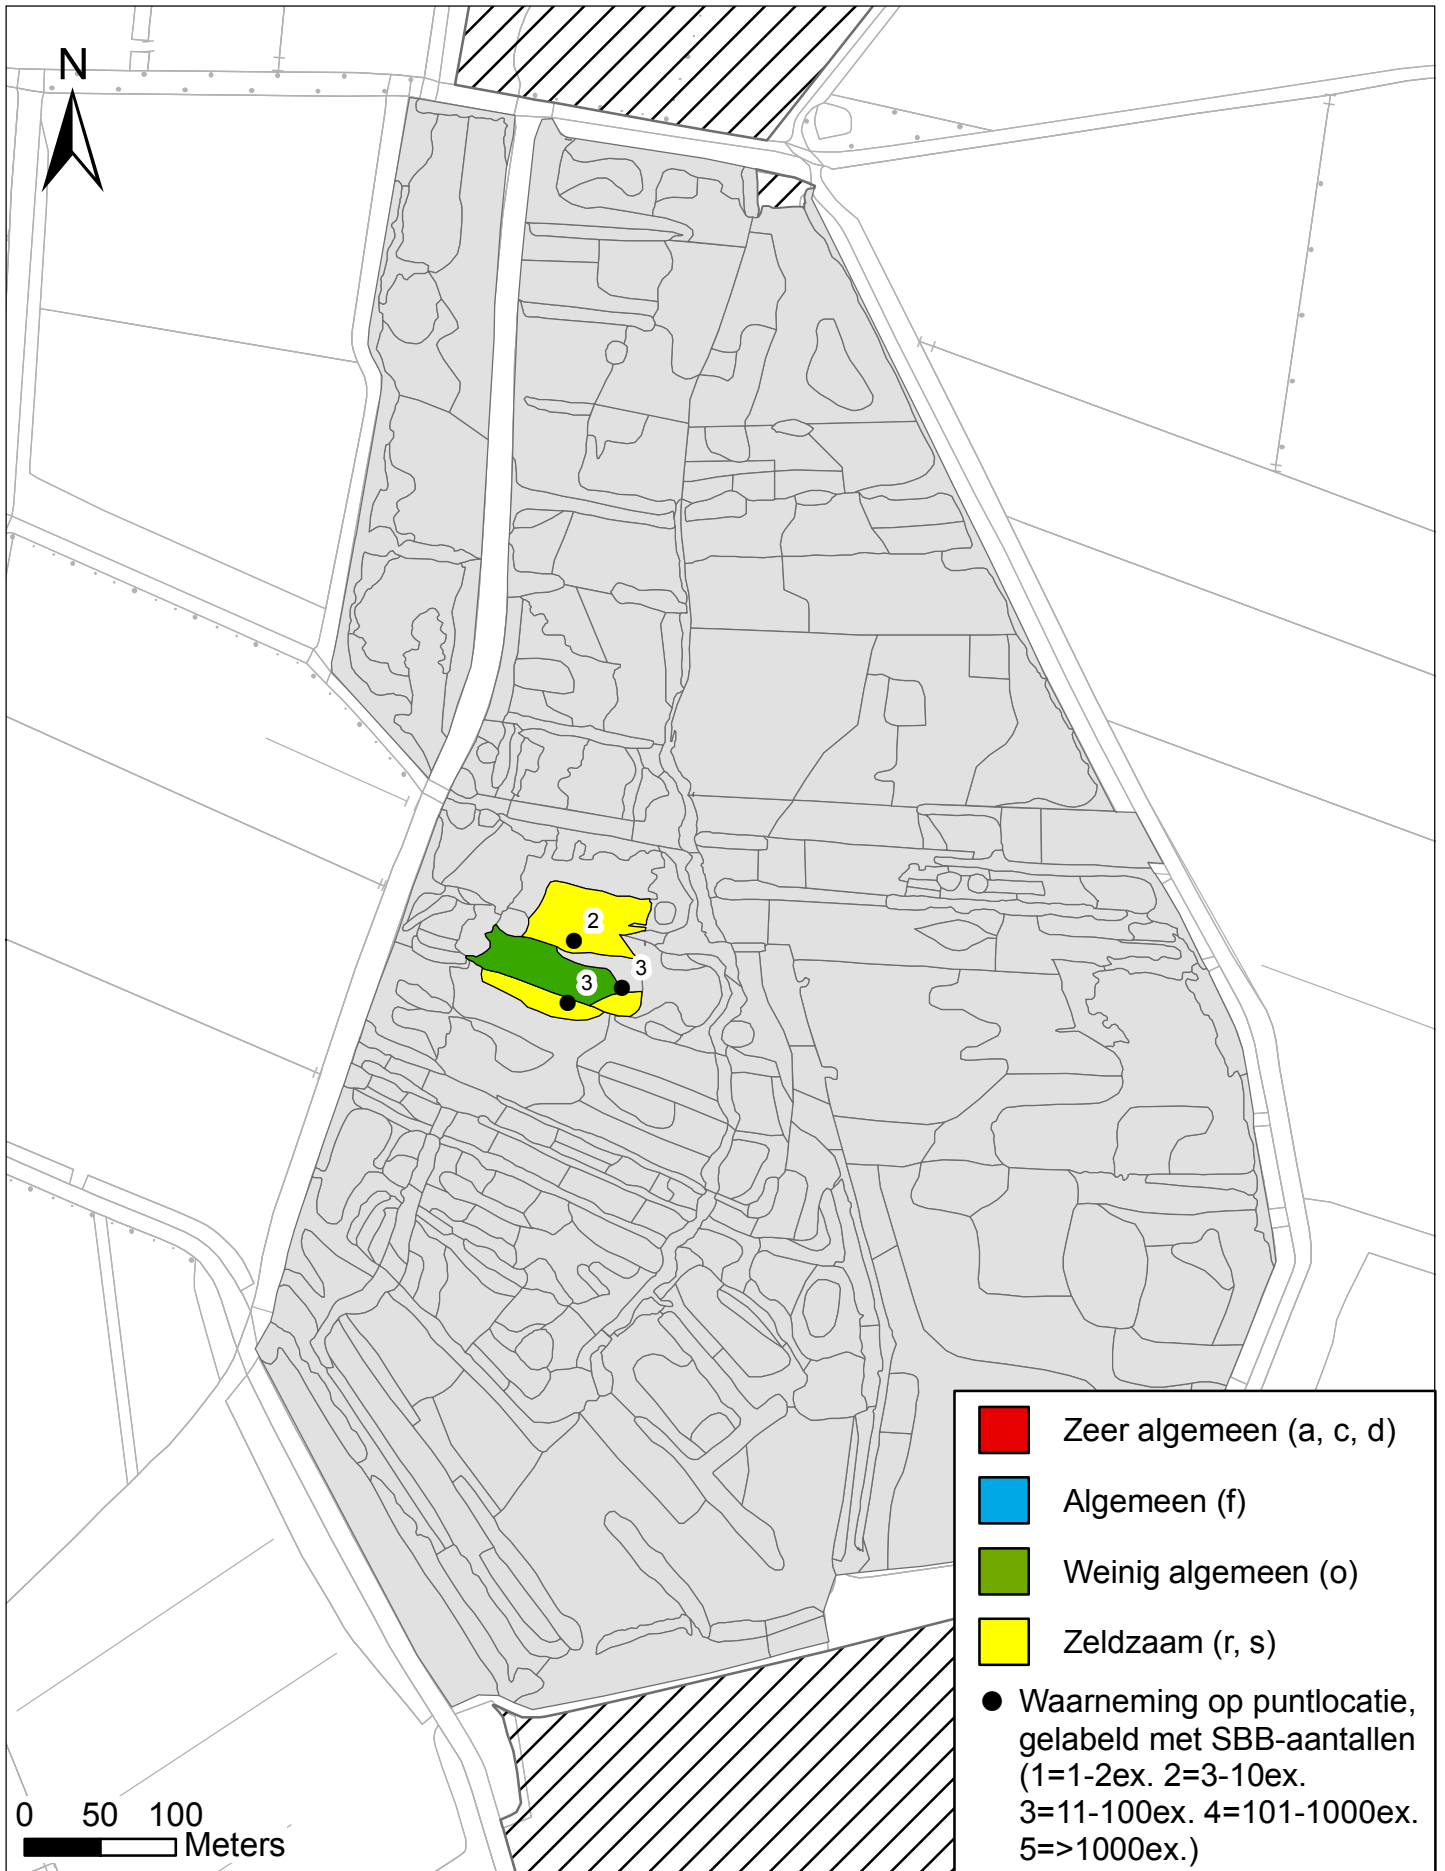 N
2
3
3
Zeer algemeen (a, c, d)
Algemeen (f)
Weinig algemeen (o)
Zeldzaam (r, s)
Waarneming op puntlocatie,
gelabeld met SBB-aantallen
(1=1-2ex. 2=3-10ex.
3=11-100ex. 4=101-1000ex.
5=>1000ex.)
0 50 100
Meters